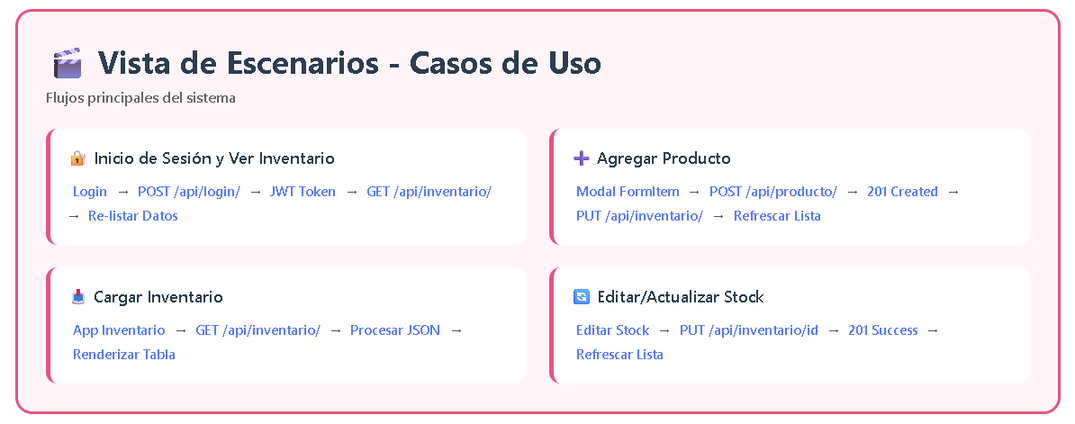 🎬 Vista de Escenarios - Casos de Uso
Flujos principales del sistema
🔐 Inicio de Sesión y Ver Inventario
Login → POST /api/login/ → JWT Token → GET /api/inventario/
→ Re-listar Datos
➕ Agregar Producto
Modal FormItem → POST /api/producto/ → 201 Created →
PUT /api/inventario/ → Refrescar Lista
📥 Cargar Inventario
App Inventario → GET /api/inventario/ → Procesar JSON →
Renderizar Tabla
🔄 Editar/Actualizar Stock
Editar Stock → PUT /api/inventario/id → 201 Success →
Refrescar Lista